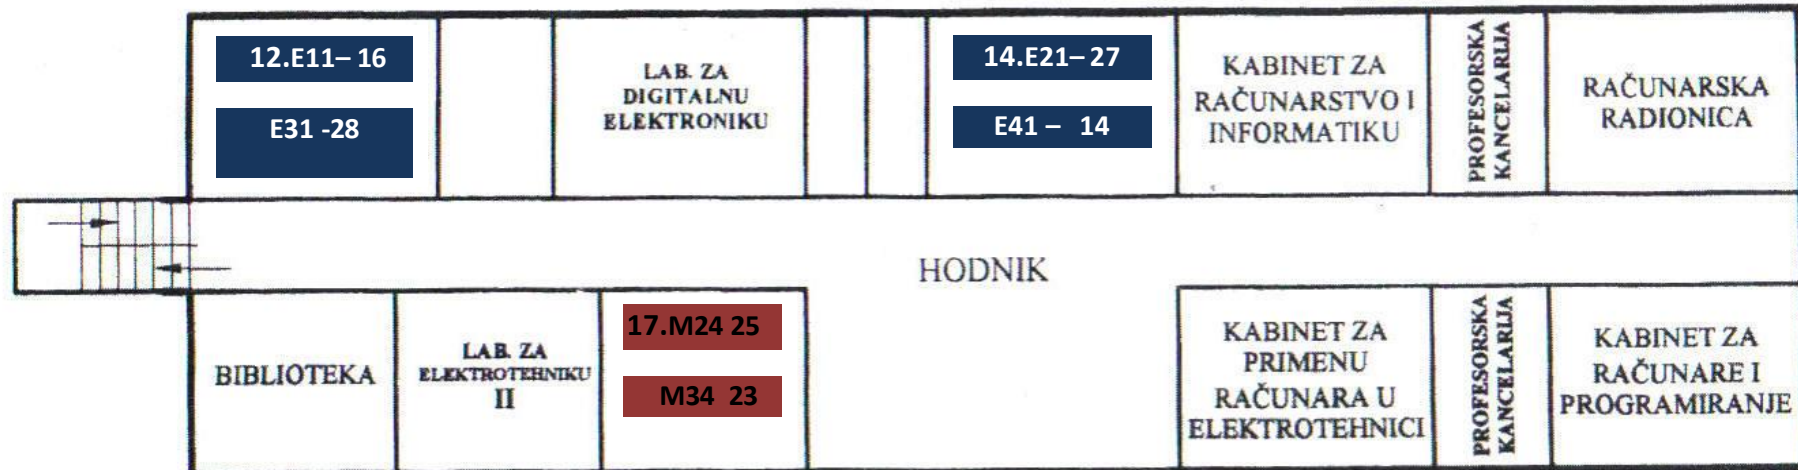 12.E11– 16
E31 -28
LAB. ZA
DIGITALNU
ELEKTRONIKU
14.E21– 27
E41 – 14
KABINET ZA
RAČUNARSTVO I
INFORMATIKU
PROFESORSKA
KANCELARIJA
RAČUNARSKA
RADIONICA
HODNIK
BIBLIOTEKA
LAB. ZA
ELEKTROTEHNIKU
II
17.M24 25
M34 23
KABINET ZA
PRIMENU
RAČUNARA U
ELEKTROTEHNICI
PROFESORSKA
KANCELARIJA
KABINET ZA
RAČUNARE I
PROGRAMIRANJE